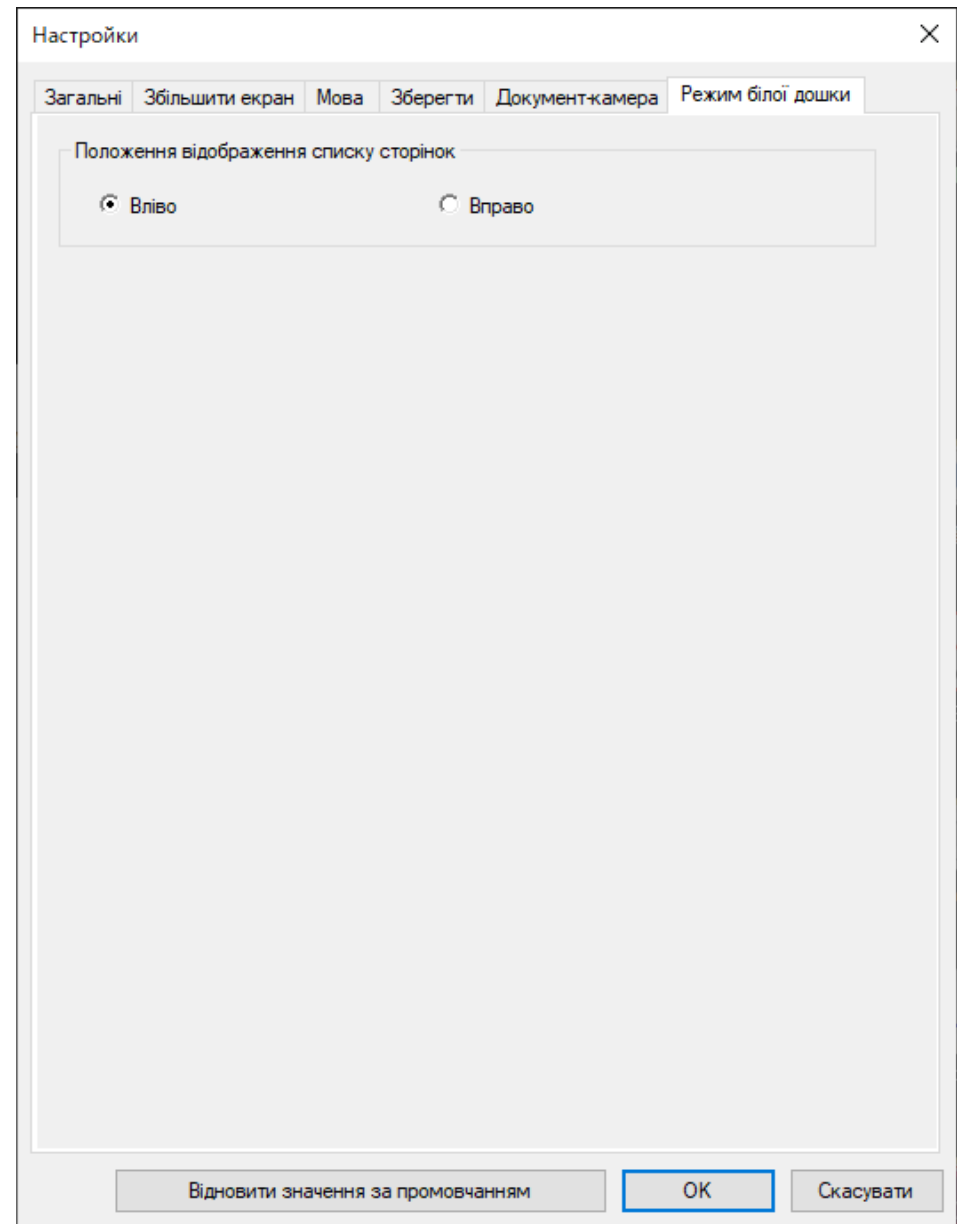 Настройки
Загальні Збільшити екран Мова Зберегти Документ-камера Режим білої дошки
Положення відображення списку сторінок
Вліво Вправо
Відновити значення за промовчанням OK Скасувати